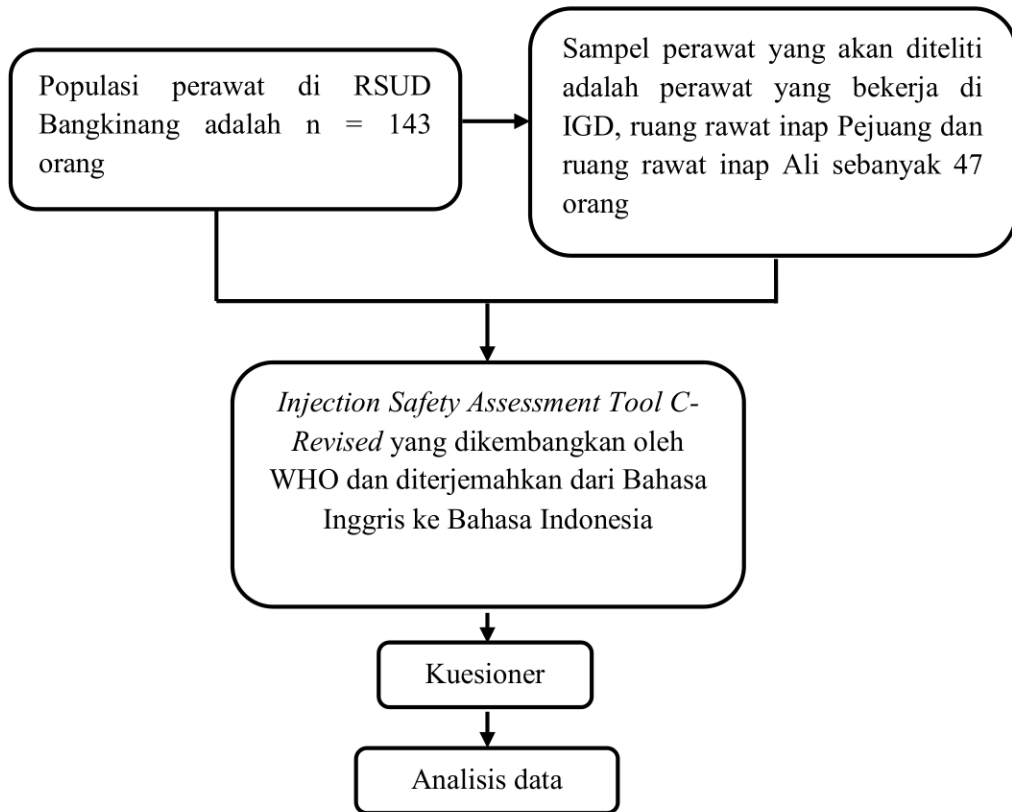 Populasi perawat di RSUD
Bangkinang adalah n = 143
orang
Sampel perawat yang akan diteliti
adalah perawat yang bekerja di
IGD, ruang rawat inap Pejuang dan
ruang rawat inap Ali sebanyak 47
orang
Injection Safety Assessment Tool C-
Revised yang dikembangkan oleh
WHO dan diterjemahkan dari Bahasa
Inggris ke Bahasa Indonesia
Kuesioner
Analisis data